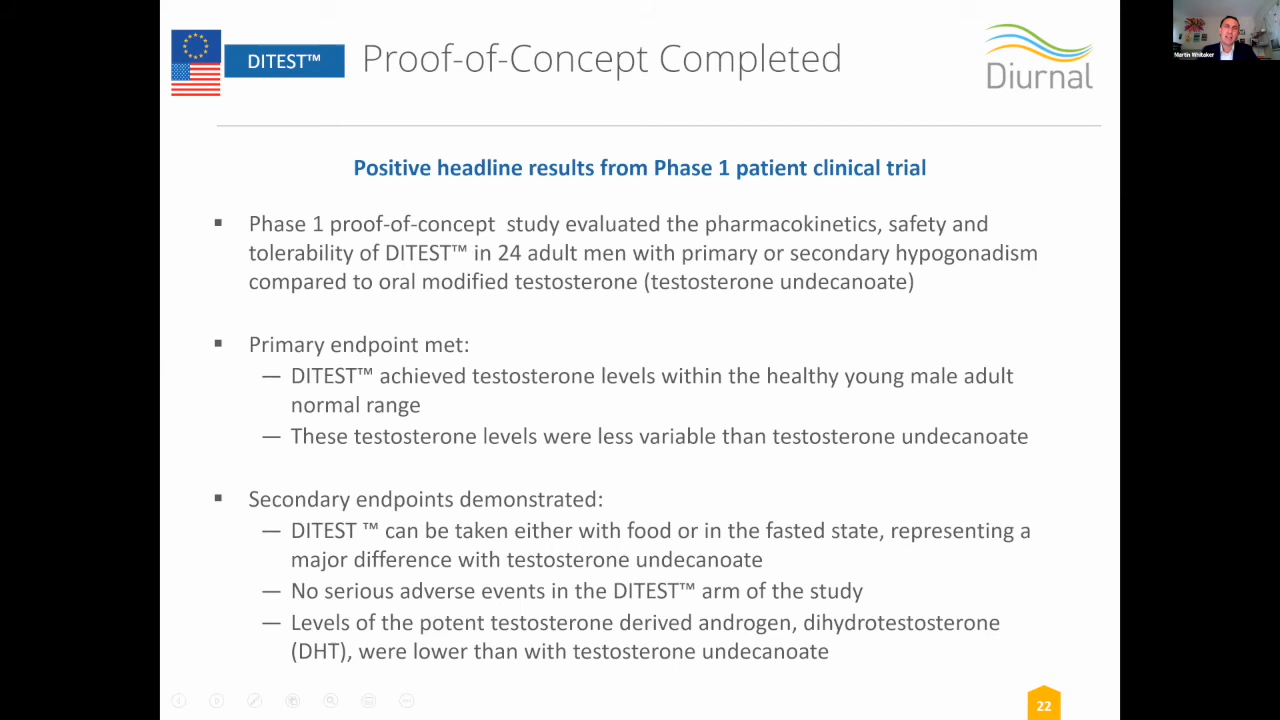 DITEST™
Proof-of-Concept Completed
Diurnal
Martin Whitaker
Positive headline results from Phase 1 patient clinical trial
▪ Phase 1 proof-of-concept study evaluated the pharmacokinetics, safety and
tolerability of DITEST™ in 24 adult men with primary or secondary hypogonadism
compared to oral modified testosterone (testosterone undecanoate)
▪ Primary endpoint met:
— DITEST™ achieved testosterone levels within the healthy young male adult
normal range
— These testosterone levels were less variable than testosterone undecanoate
▪ Secondary endpoints demonstrated:
— DITEST ™ can be taken either with food or in the fasted state, representing a
major difference with testosterone undecanoate
— No serious adverse events in the DITEST™ arm of the study
— Levels of the potent testosterone derived androgen, dihydrotestosterone
(DHT), were lower than with testosterone undecanoate
22